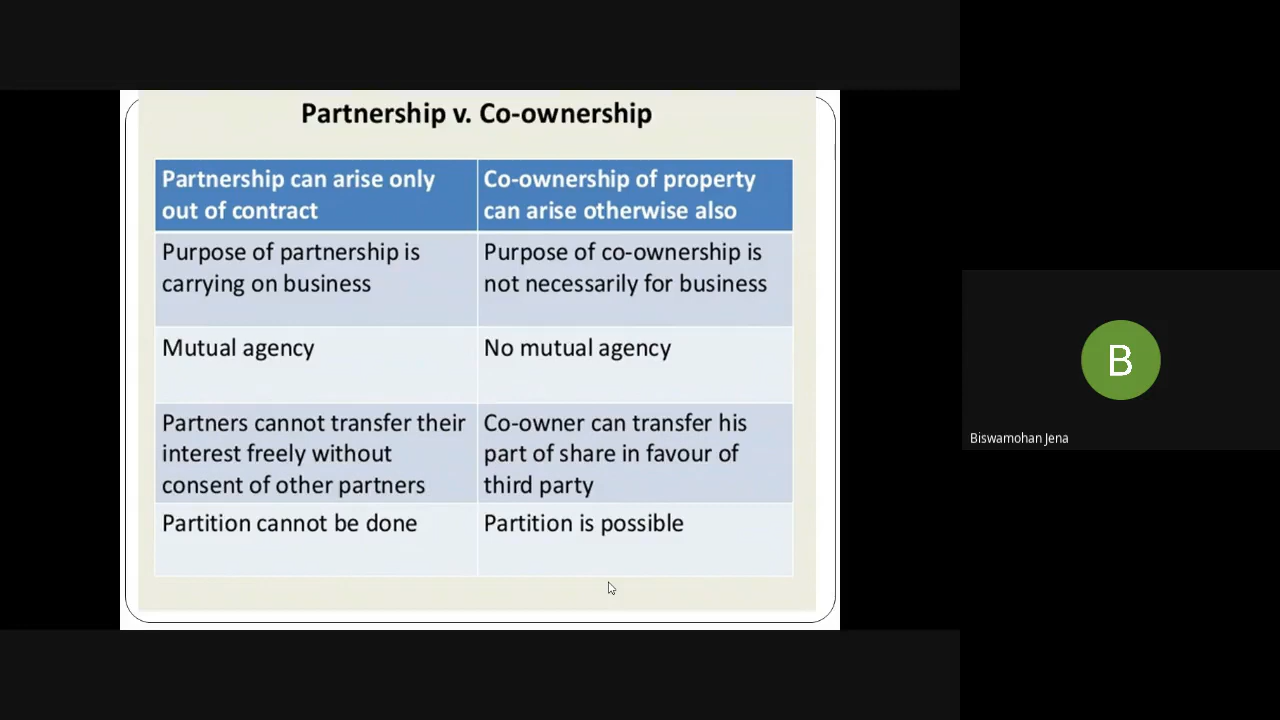 Partnership v. Co-ownership
Partnership can arise only
out of contract
Co-ownership of property
can arise otherwise also
Purpose of partnership is
carrying on business
Purpose of co-ownership is
not necessarily for business
Mutual agency
No mutual agency
Partners cannot transfer their
interest freely without
consent of other partners
Co-owner can transfer his
part of share in favour of
third party
Partition cannot be done
Partition is possible
B
Biswamohan Jena